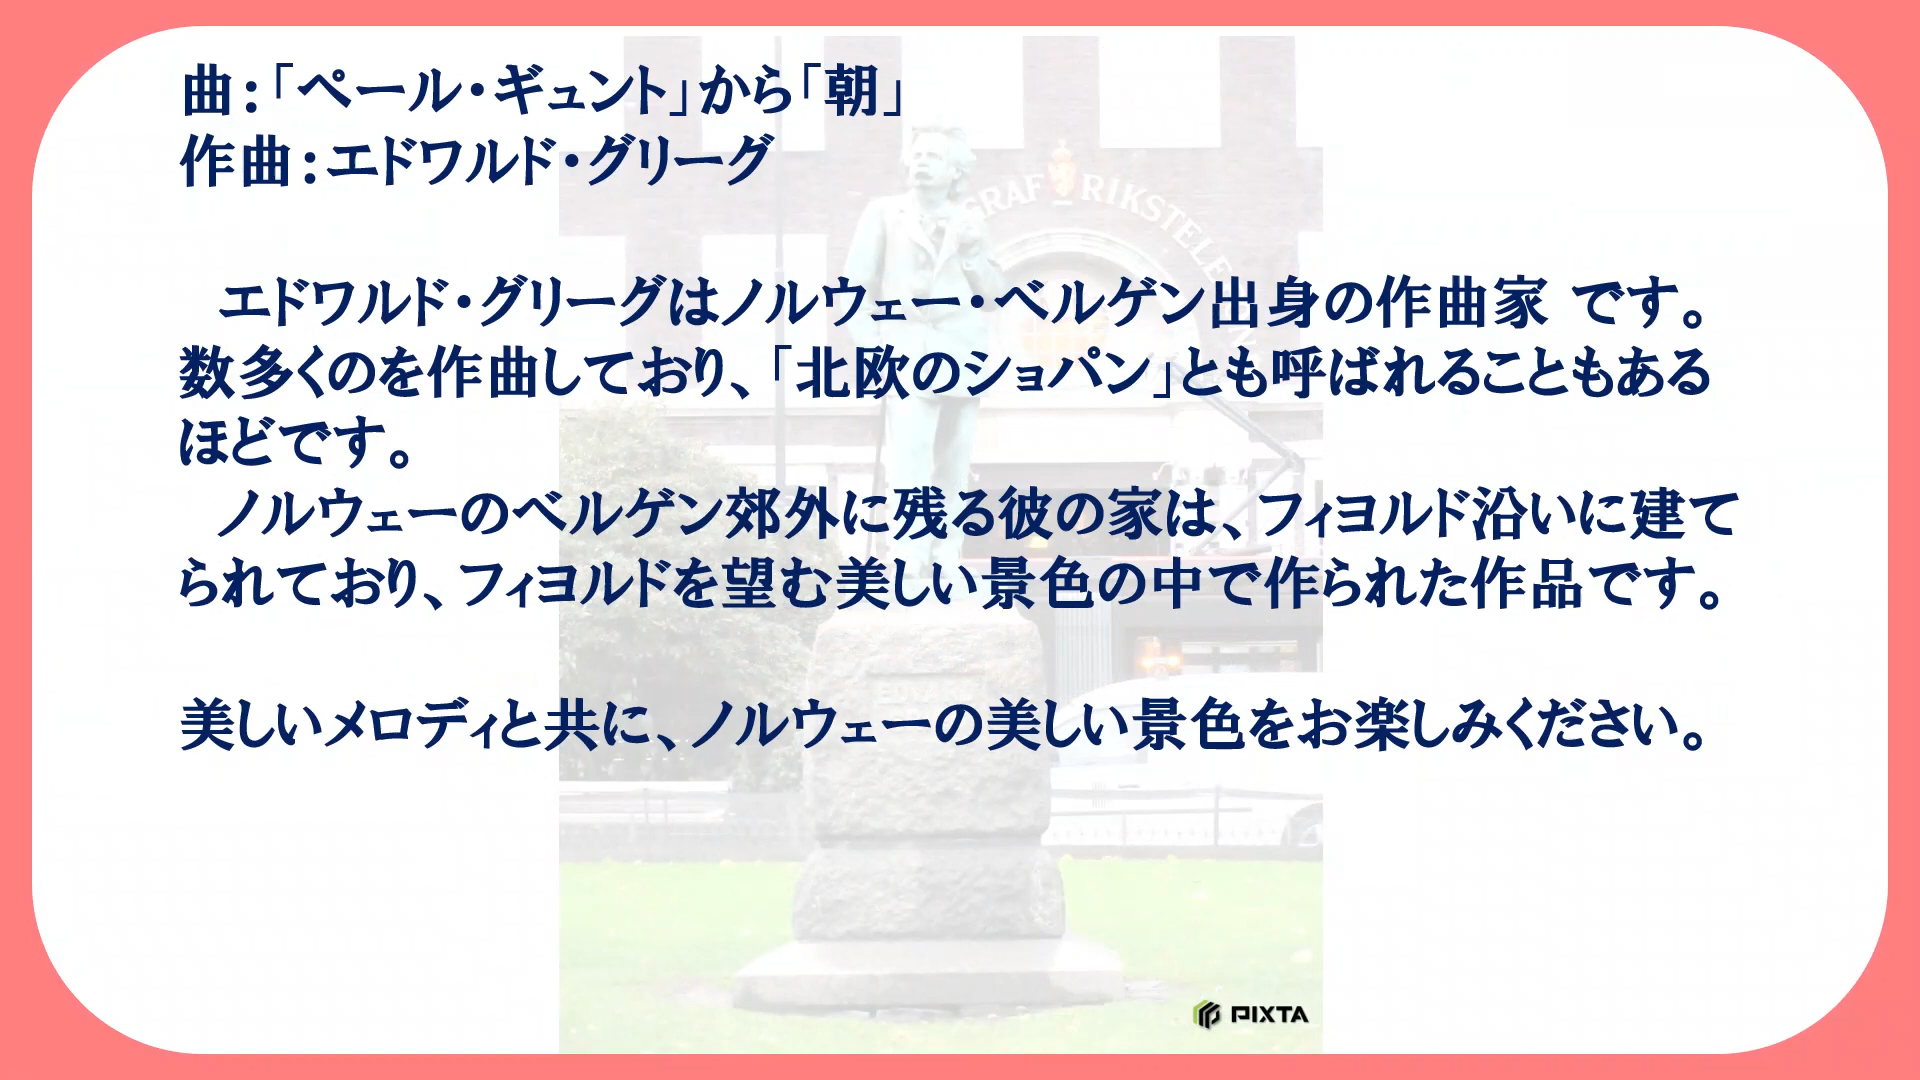 曲：「ペール・ギュント」から「朝」
作曲：エドワルド・グリーグ
エドワルド・グリーグはノルウェー・ベルゲン出身の作曲家 です。
数多くのを作曲しており、「北欧のショパン」とも呼ばれることもある
ほどです。
ノルウェーのベルゲン郊外に残る彼の家は、フィヨルド沿いに建て
られており、フィヨルドを望む美しい景色の中で作られた作品です。
美しいメロディと共に、ノルウェーの美しい景色をお楽しみください。
GRAF RIKSTELE
PIXTA